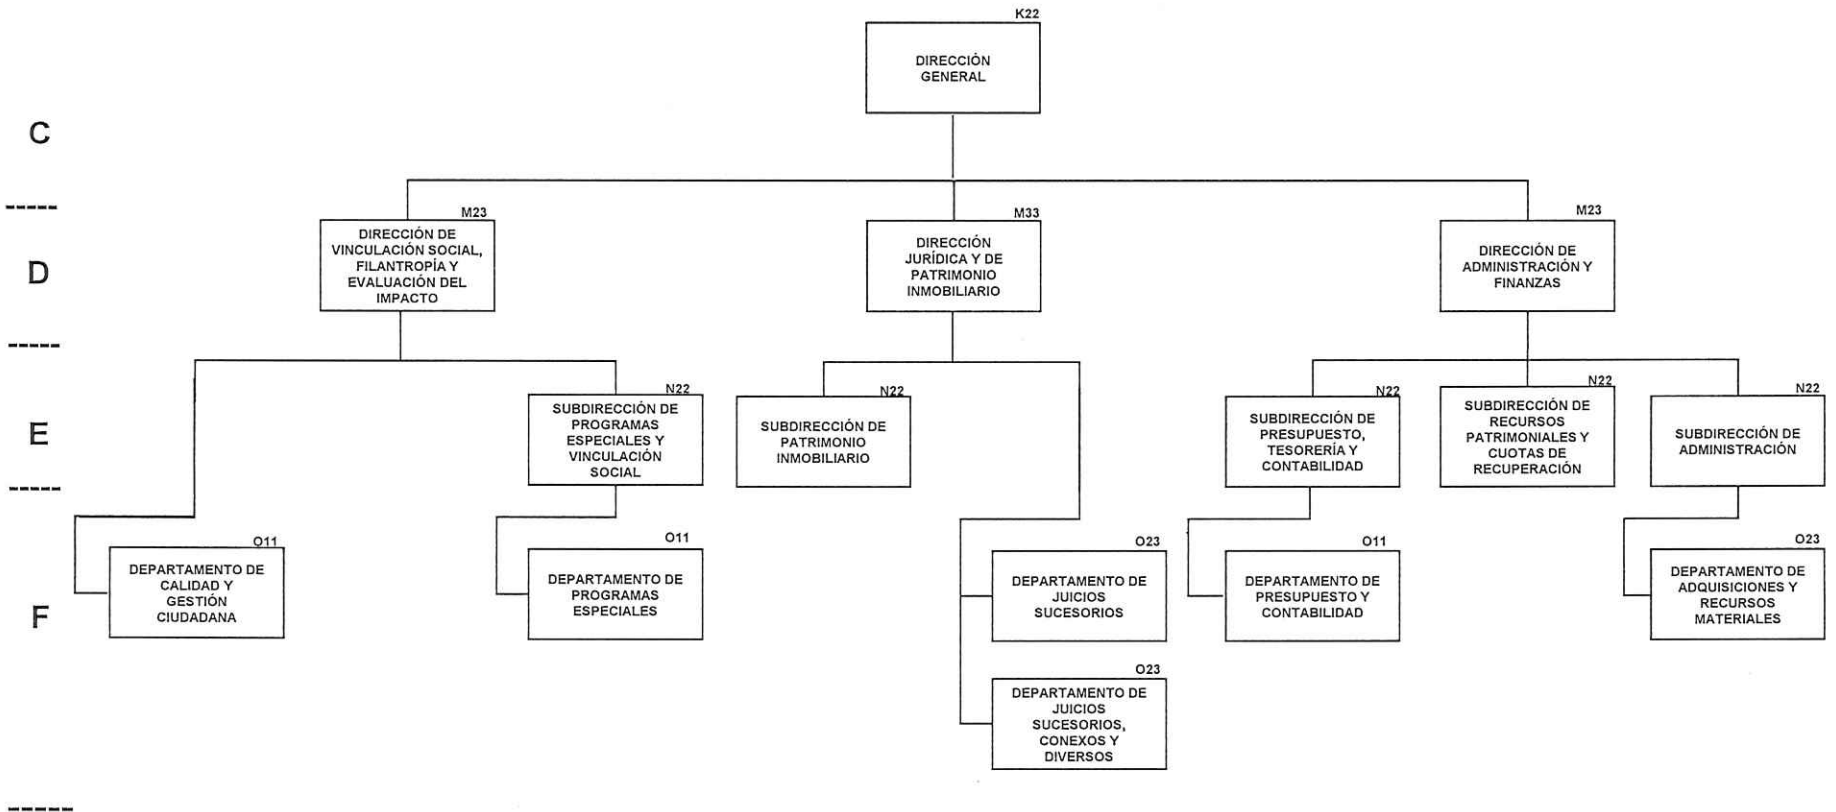 K22
DIRECCIÓN
GENERAL
C
-----
M23
DIRECCIÓN DE
VINCULACIÓN SOCIAL,
FILANTROPÍA Y
EVALUACIÓN DEL
IMPACTO
M33
DIRECCIÓN
JURÍDICA Y DE
PATRIMONIO
INMOBILIARIO
M23
DIRECCIÓN DE
ADMINISTRACIÓN Y
FINANZAS
D
-----
N22
SUBDIRECCIÓN DE
PROGRAMAS
ESPECIALES Y
VINCULACIÓN
SOCIAL
N22
SUBDIRECCIÓN DE
PATRIMONIO
INMOBILIARIO
N22
SUBDIRECCIÓN DE
PRESUPUESTO,
TESORERÍA Y
CONTABILIDAD
N22
SUBDIRECCIÓN DE
RECURSOS
PATRIMONIALES Y
CUOTAS DE
RECUPERACIÓN
N22
SUBDIRECCIÓN DE
ADMINISTRACIÓN
E
-----
O11
DEPARTAMENTO DE
CALIDAD Y
GESTIÓN
CIUDADANA
O11
DEPARTAMENTO DE
PROGRAMAS
ESPECIALES
O23
DEPARTAMENTO DE
JUICIOS
SUCESORIOS
O11
DEPARTAMENTO DE
PRESUPUESTO Y
CONTABILIDAD
O23
DEPARTAMENTO DE
ADQUISICIONES Y
RECURSOS
MATERIALES
F
O23
DEPARTAMENTO DE
JUICIOS
SUCESORIOS,
CONEXOS Y
DIVERSOS
-----